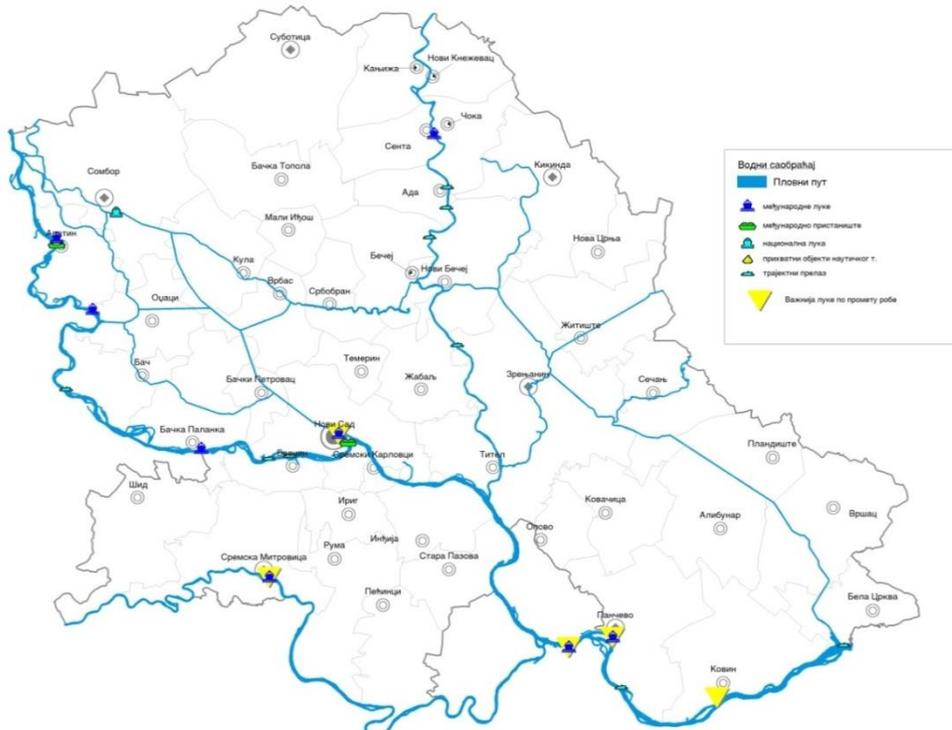 Суботица
Кањижа
Нови Кнежевац
Чока
Сента
Сомбор
Бачка Топола
Кикинда
Ада
Мали Иђош
Апатин
Нова Црња
Кула
Бечеј
Нови Бечеј
Врбас
Србобран
Оџаци
Житиште
Темерин
Бач
Жабаљ
Зрењанин
Сечањ
Бачки Петровац
Нови Сад
Бачка Паланка
Сремски Карловци
Тител
Пландиште
Шид
Ириг
Ковачица
Алибунар
Вршац
Опово
Инђија
Рума
Сремска Митровица
Стара Пазова
Пећинци
Панчево
Бела Црква
Ковин
Водни саобраћај
Пловни пут
међународне луке
међународно пристаниште
национална лука
прихватни објекти наутичког т.
трајектни прелаз
Важнија луке по промету робе